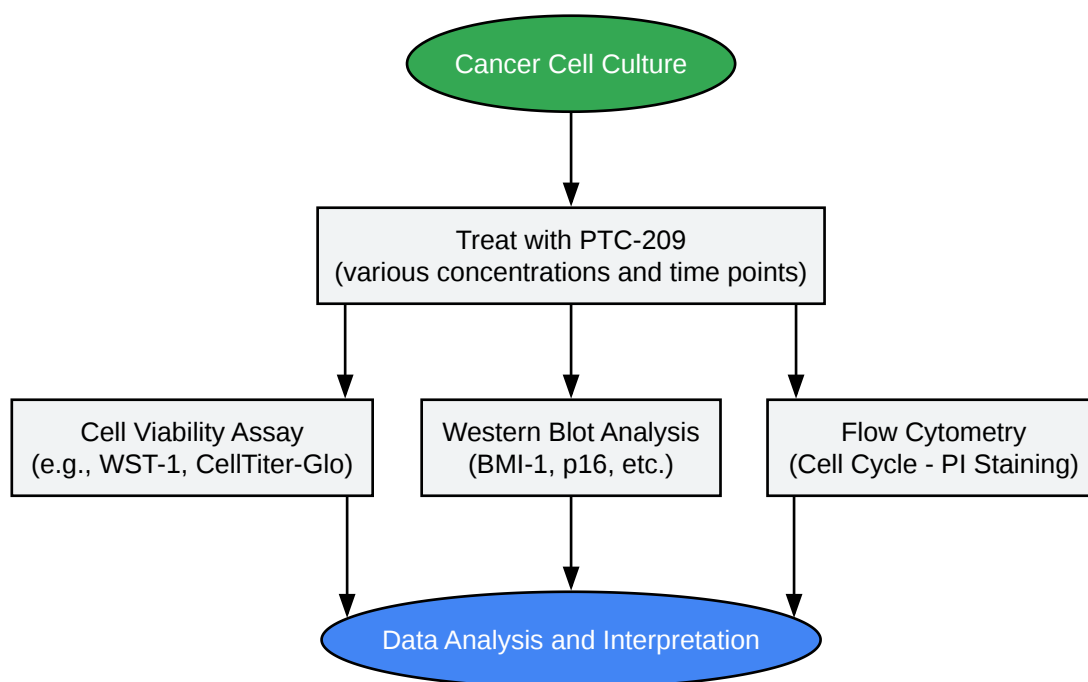 Cancer Cell Culture
Treat with PTC-209
(various concentrations and time points)
Cell Viability Assay
(e.g., WST-1, CellTiter-Glo)
Western Blot Analysis
(BMI-1, p16, etc.)
Flow Cytometry
(Cell Cycle - PI Staining)
Data Analysis and Interpretation